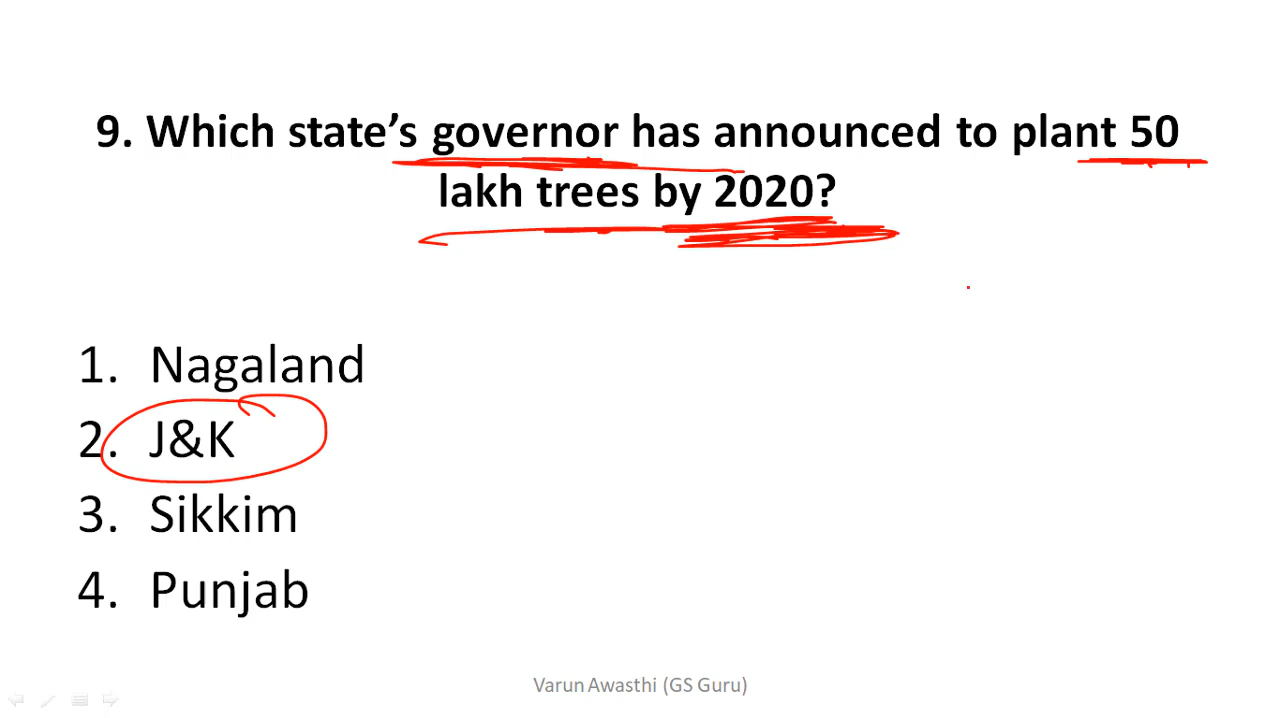 9. Which state’s governor has announced to plant 50
lakh trees by 2020?
1. Nagaland
2. J&K
3. Sikkim
4. Punjab
Varun Awasthi (GS Guru)